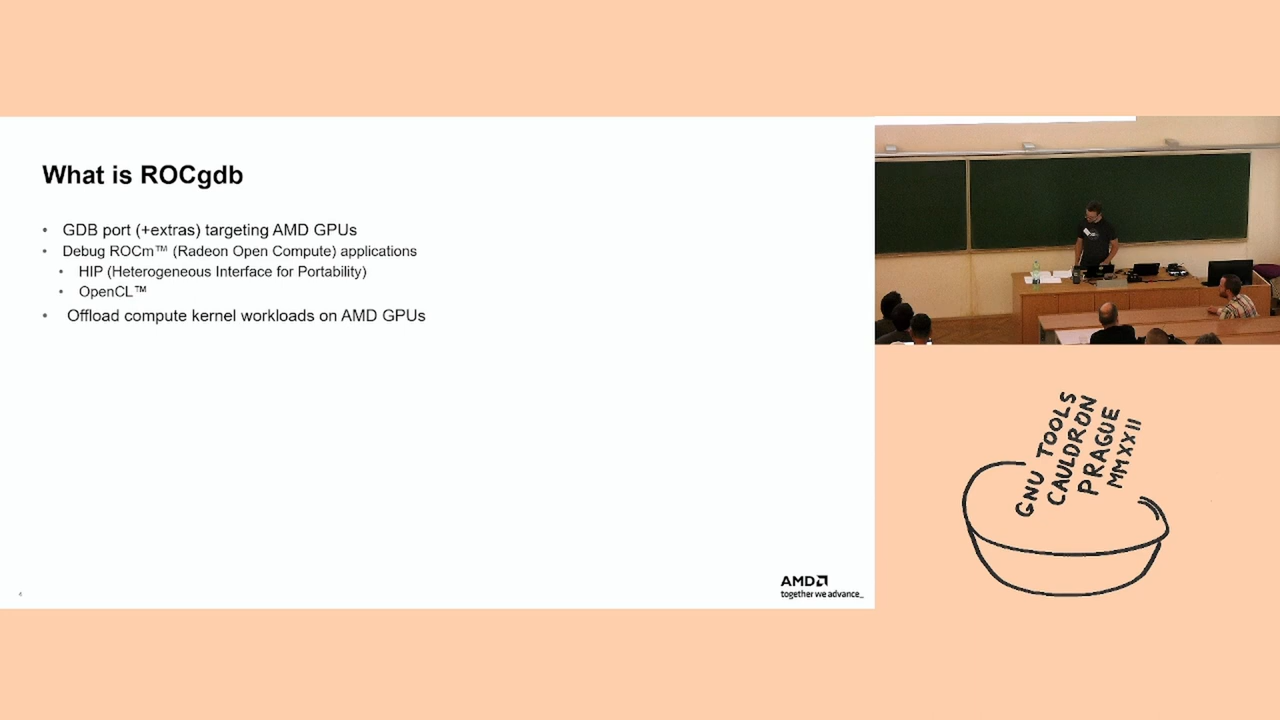 What is ROCgdb
• GDB port (+extras) targeting AMD GPUs
• Debug ROCm™ (Radeon Open Compute) applications
• HIP (Heterogeneous Interface for Portability)
• OpenCL™
• Offload compute kernel workloads on AMD GPUs
4
AMD
together we advance_
GNU TOOLS
CAULDRON
PRAGUE
MMXXII